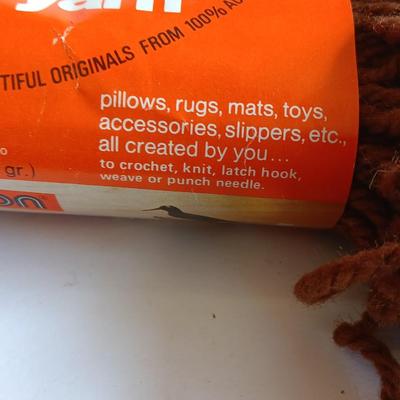 yarn
TIFUL ORIGINALS FROM 100% 
pillows, rugs, mats, toys,
accessories, slippers, etc.,
all created by you...
to crochet, knit, latch hook,
weave or punch needle.
gr.)
on